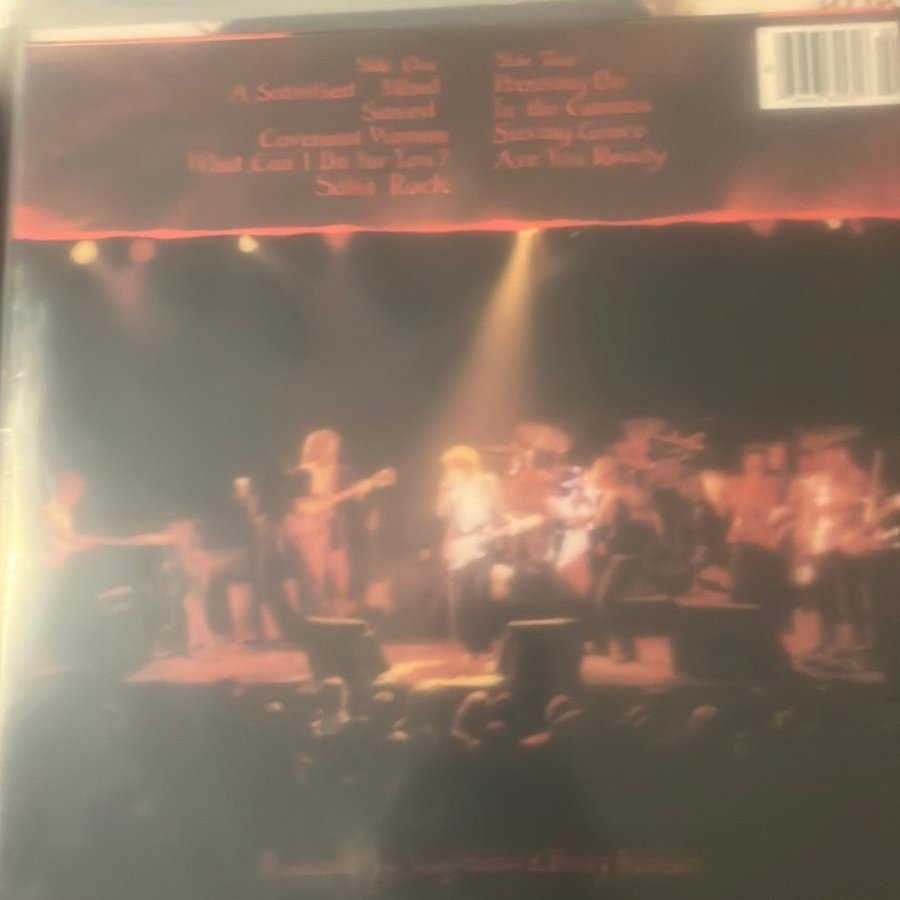 Side One
A Satisfied Mind
Saved
Covenant Woman
What Can I Do for You?
Solid Rock
Side Two
Pressing On
In the Garden
Saving Grace
Are You Ready